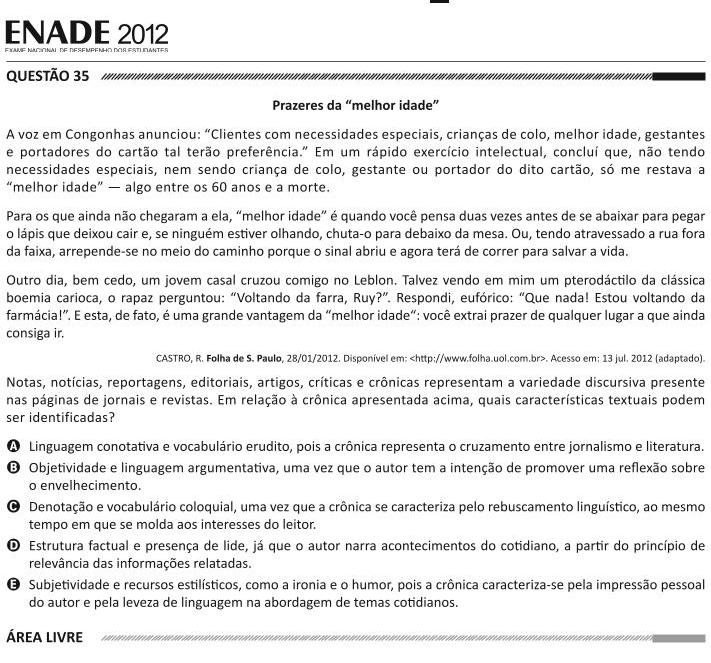 ENADE 2012
EXAME NACIONAL DE DESEMPENHO DOS ESTUDANTES
QUESTÃO 35
Prazeres da “melhor idade”
A voz em Congonhas anunciou: “Clientes com necessidades especiais, crianças de colo, melhor idade, gestantes
e portadores do cartão tal terão preferência.” Em um rápido exercício intelectual, concluí que, não tendo
necessidades especiais, nem sendo criança de colo, gestante ou portador do dito cartão, só me restava a
“melhor idade” — algo entre os 60 anos e a morte.
Para os que ainda não chegaram a ela, “melhor idade” é quando você pensa duas vezes antes de se abaixar para pegar
o lápis que deixou cair e, se ninguém estiver olhando, chuta-o para debaixo da mesa. Ou, tendo atravessado a rua fora
da faixa, arrepende-se no meio do caminho porque o sinal abriu e agora terá de correr para salvar a vida.
Outro dia, bem cedo, um jovem casal cruzou comigo no Leblon. Talvez vendo em mim um pterodáctilo da clássica
boemia carioca, o rapaz perguntou: “Voltando da farra, Ruy?”. Respondi, eufórico: “Que nada! Estou voltando da
farmácia!”. E esta, de fato, é uma grande vantagem da “melhor idade“: você extrai prazer de qualquer lugar a que ainda
consiga ir.
CASTRO, R. Folha de S. Paulo, 28/01/2012. Disponível em: <http://www.folha.uol.com.br>. Acesso em: 13 jul. 2012 (adaptado).
Notas, notícias, reportagens, editoriais, artigos, críticas e crônicas representam a variedade discursiva presente
nas páginas de jornais e revistas. Em relação à crônica apresentada acima, quais características textuais podem
ser identificadas?
A Linguagem conotativa e vocabulário erudito, pois a crônica representa o cruzamento entre jornalismo e literatura.
B Objetividade e linguagem argumentativa, uma vez que o autor tem a intenção de promover uma reflexão sobre
o envelhecimento.
C Denotação e vocabulário coloquial, uma vez que a crônica se caracteriza pelo rebuscamento linguístico, ao mesmo
tempo em que se molda aos interesses do leitor.
D Estrutura factual e presença de lide, já que o autor narra acontecimentos do cotidiano, a partir do princípio de
relevância das informações relatadas.
E Subjetividade e recursos estilísticos, como a ironia e o humor, pois a crônica caracteriza-se pela impressão pessoal
do autor e pela leveza de linguagem na abordagem de temas cotidianos.
ÁREA LIVRE